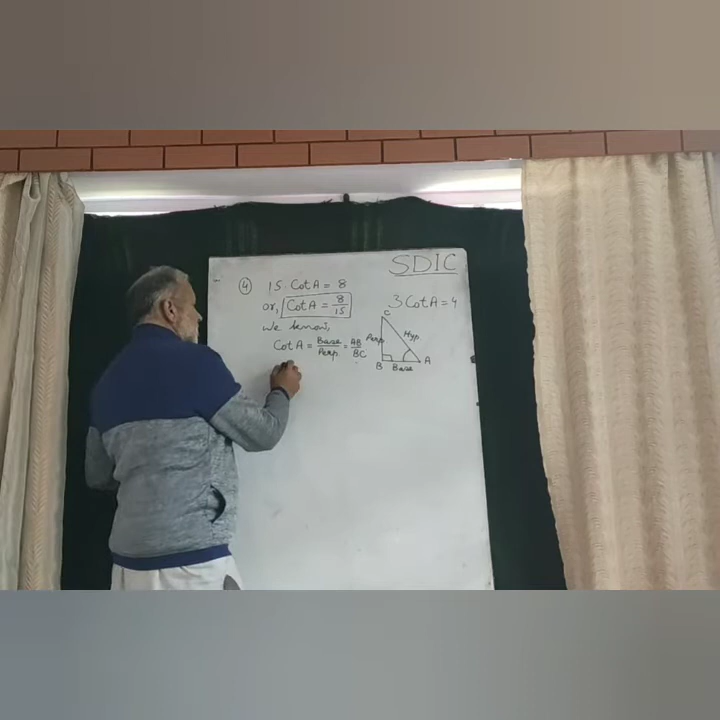 SDIC
④ 15 Cot A = 8
or, Cot A = 8/15
3 Cot A = 4
We know,
Cot A = Base/Perp = AB/BC
C
Perp
Hyp
B
Base
A